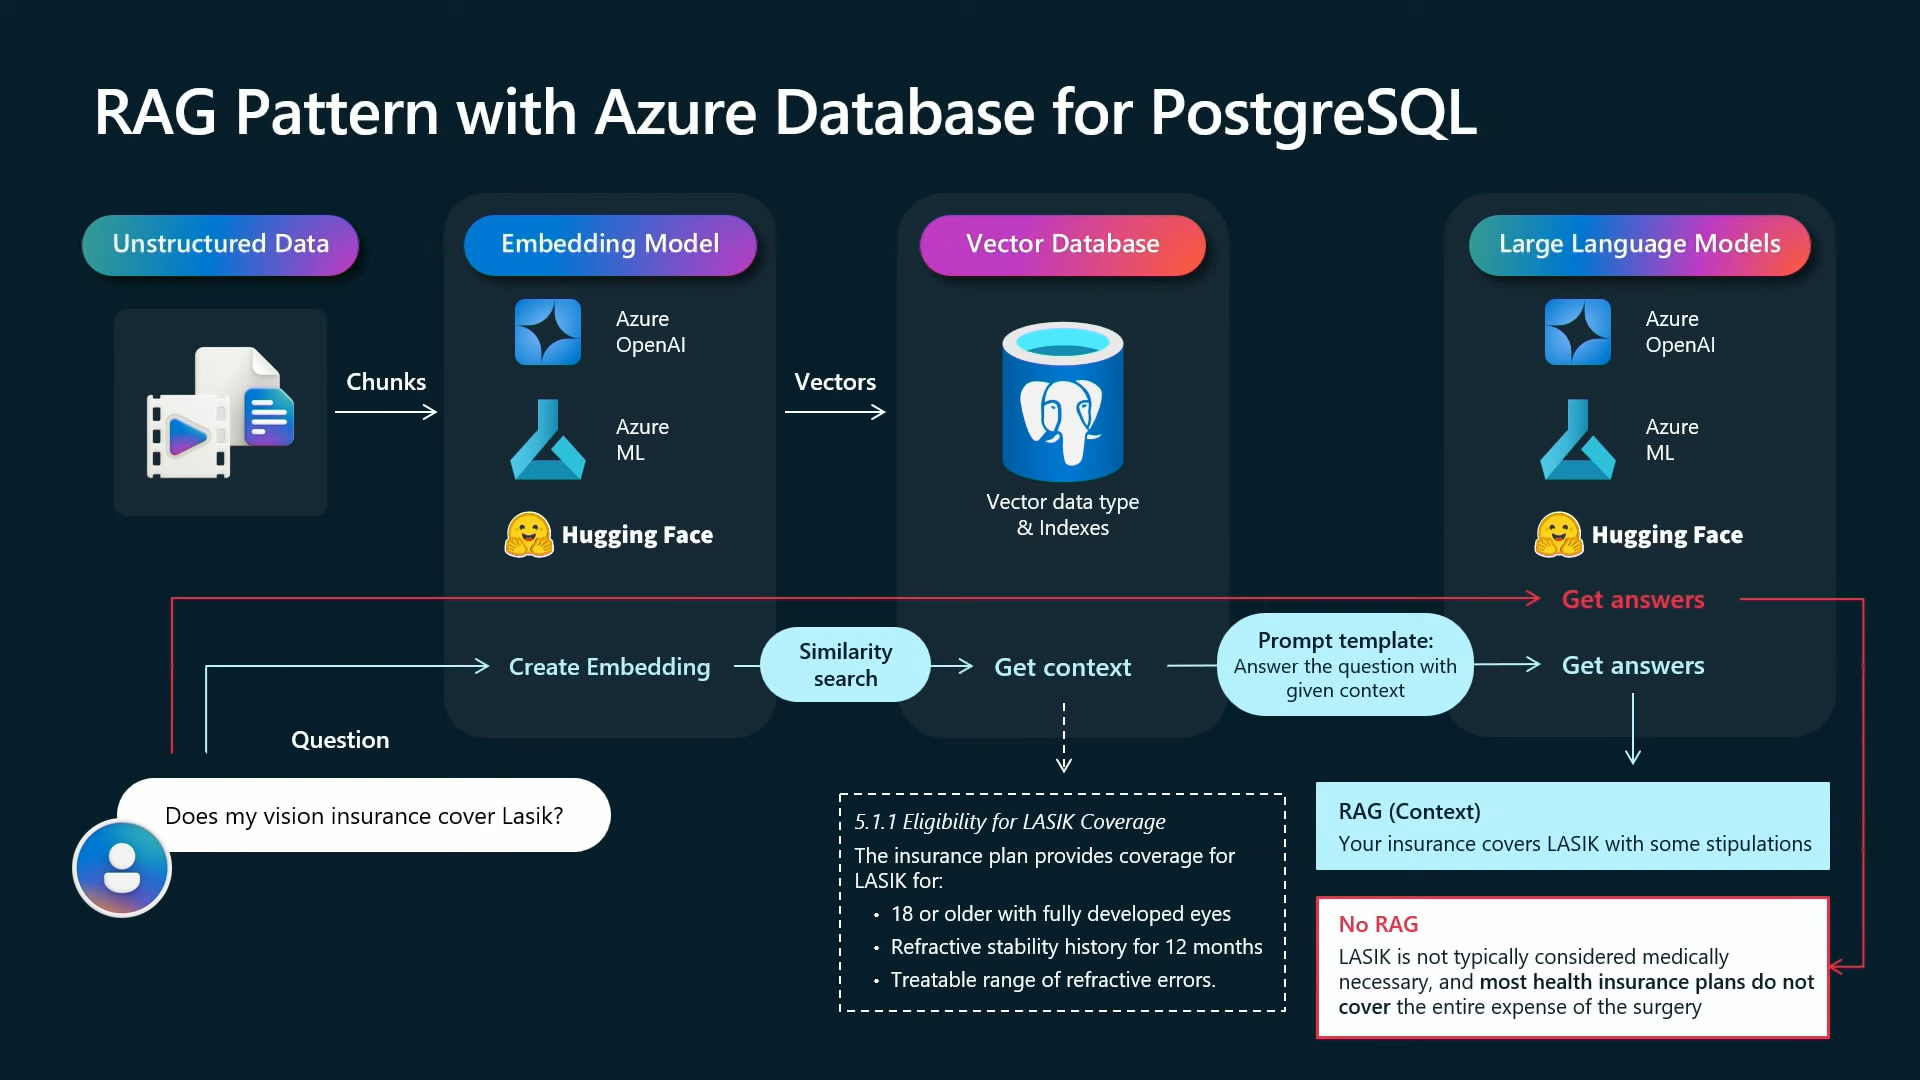 RAG Pattern with Azure Database for PostgreSQL
Unstructured Data
Chunks
Embedding Model
Azure
OpenAI
Azure
ML
Hugging Face
Vectors
Vector Database
Vector data type
& Indexes
Large Language Models
Azure
OpenAI
Azure
ML
Hugging Face
Get answers
Create Embedding
Similarity
search
Get context
Prompt template:
Answer the question with
given context
Get answers
Question
Does my vision insurance cover Lasik?
5.1.1 Eligibility for LASIK Coverage
The insurance plan provides coverage for
LASIK for:
• 18 or older with fully developed eyes
• Refractive stability history for 12 months
• Treatable range of refractive errors.
RAG (Context)
Your insurance covers LASIK with some stipulations
No RAG
LASIK is not typically considered medically
necessary, and most health insurance plans do not
cover the entire expense of the surgery